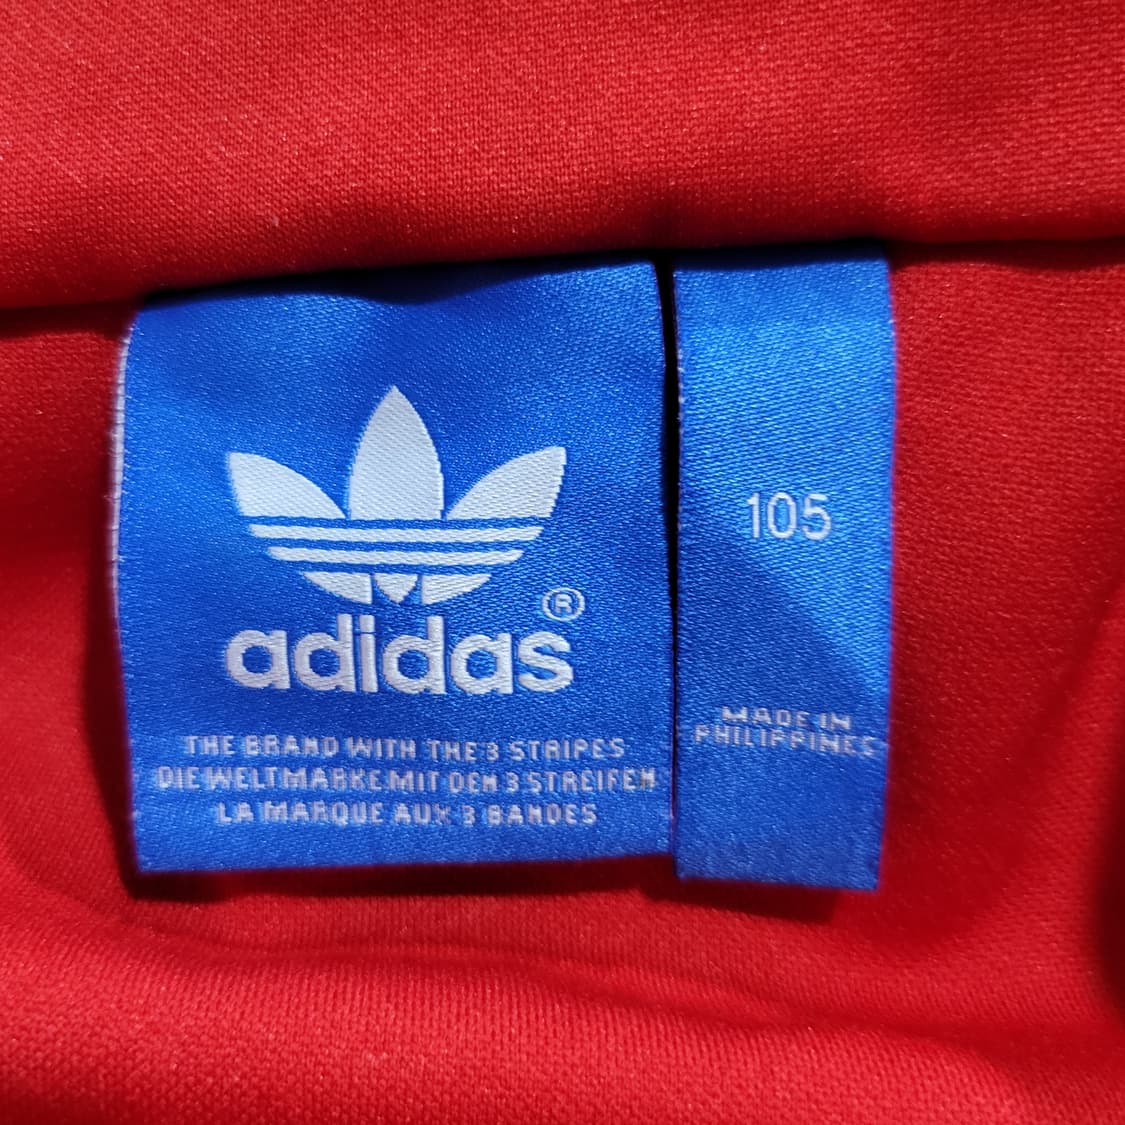 ®
adidas
THE BRAND WITH THE 3 STRIPES
DIE WELTMARKE MIT DEN 3 STREIFEN
LA MARQUE AUX 3 BANDES
105
MADE IN
PHILIPPINES